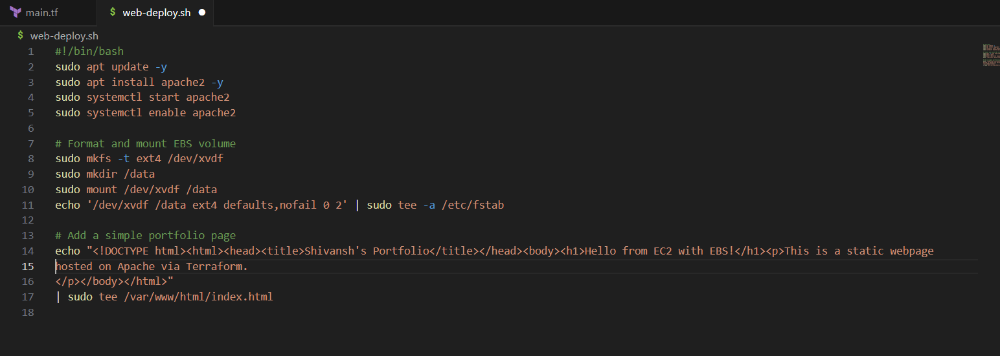 main.tf
$ web-deploy.sh
$ web-deploy.sh
1 #!/bin/bash
2 sudo apt update -y
3 sudo apt install apache2 -y
4 sudo systemctl start apache2
5 sudo systemctl enable apache2
6
7 # Format and mount EBS volume
8 sudo mkfs -t ext4 /dev/xvdf
9 sudo mkdir /data
10 sudo mount /dev/xvdf /data
11 echo '/dev/xvdf /data ext4 defaults,nofail 0 2' | sudo tee -a /etc/fstab
12
13 # Add a simple portfolio page
14 echo "<!DOCTYPE html><html><head><title>Shivansh's Portfolio</title></head><body><h1>Hello from EC2 with EBS!</h1><p>This is a static webpage
15 hosted on Apache via Terraform.
16 </p></body></html>"
17 | sudo tee /var/www/html/index.html
18